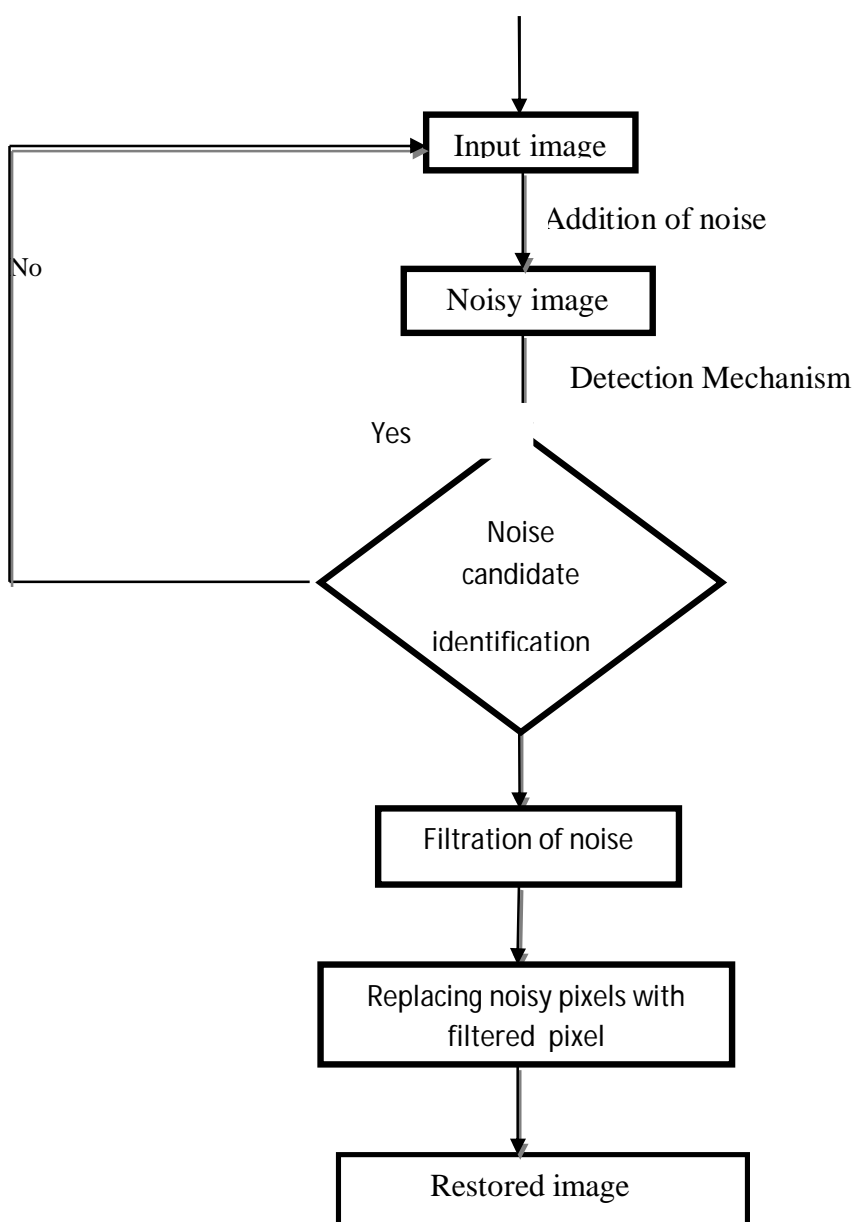 Input image
Addition of noise
No
Noisy image
Detection Mechanism
Yes
Noise
candidate
identification
Filtration of noise
Replacing noisy pixels with
filtered pixel
Restored image